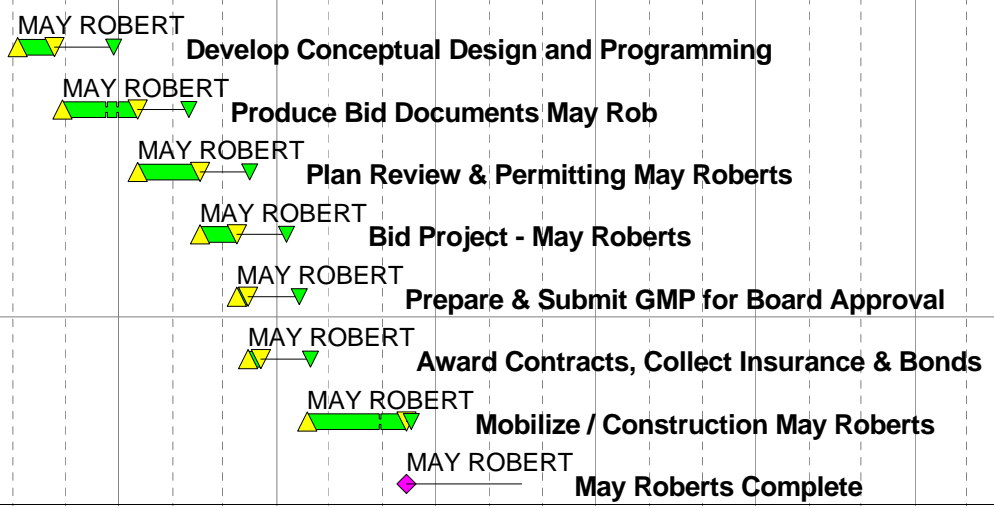 MAY ROBERT
Develop Conceptual Design and Programming
MAY ROBERT
Produce Bid Documents May Rob
MAY ROBERT
Plan Review & Permitting May Roberts
MAY ROBERT
Bid Project - May Roberts
MAY ROBERT
Prepare & Submit GMP for Board Approval
MAY ROBERT
Award Contracts, Collect Insurance & Bonds
MAY ROBERT
Mobilize / Construction May Roberts
MAY ROBERT
May Roberts Complete